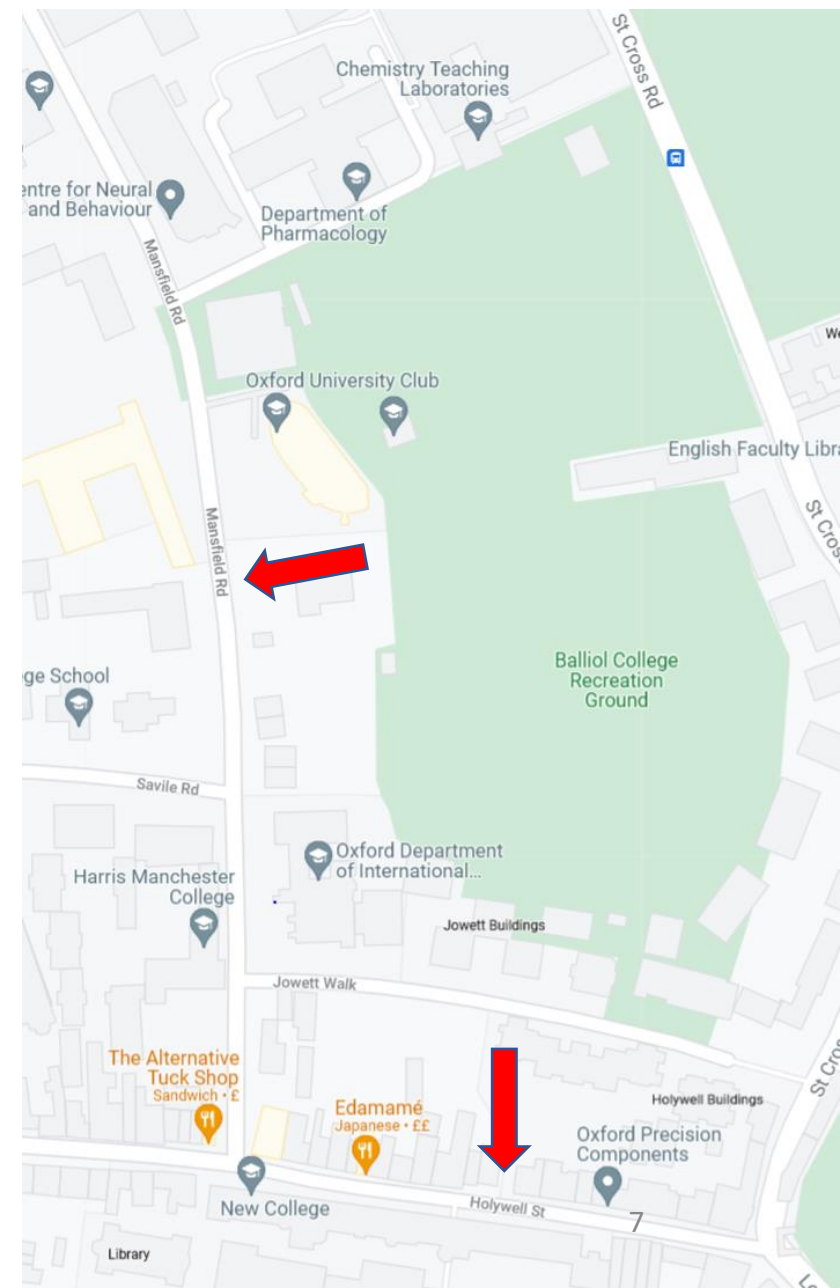 St Cross Rd
Chemistry Teaching
Laboratories
entre for Neural
and Behaviour
Department of
Pharmacology
Mansfield Rd
We
Oxford University Club
English Faculty Libra
Mansfield Rd
St Cros
Balliol College
Recreation
Ground
ge School
Savile Rd
Oxford Department
of International...
Harris Manchester
College
Jowett Buildings
Jowett Walk
St Cros
The Alternative
Tuck Shop
Sandwich • £
Edamamé
Japanese • ££
Holywell Buildings
Oxford Precision
Components
New College
Holywell St
7
Library
Lo